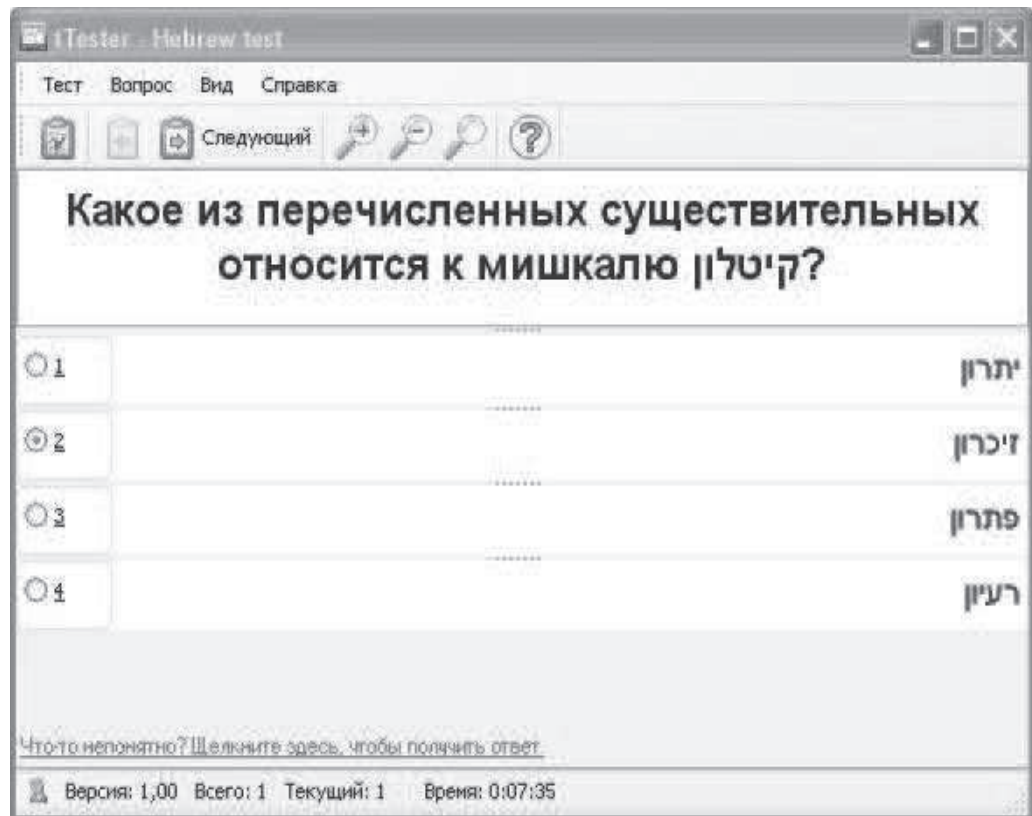 tTester - Hebrew test
Тест Вопрос Вид Справка
Следующий
Какое из перечисленных существительных
относится к мишкалю קיטלון?
1 יתרון
2 זיכרון
3 פתרון
4 רעיון
Что-то непонятно? Щелкните здесь, чтобы получить ответ.
Версия: 1,00 Всего: 1 Текущий: 1 Время: 0:07:35